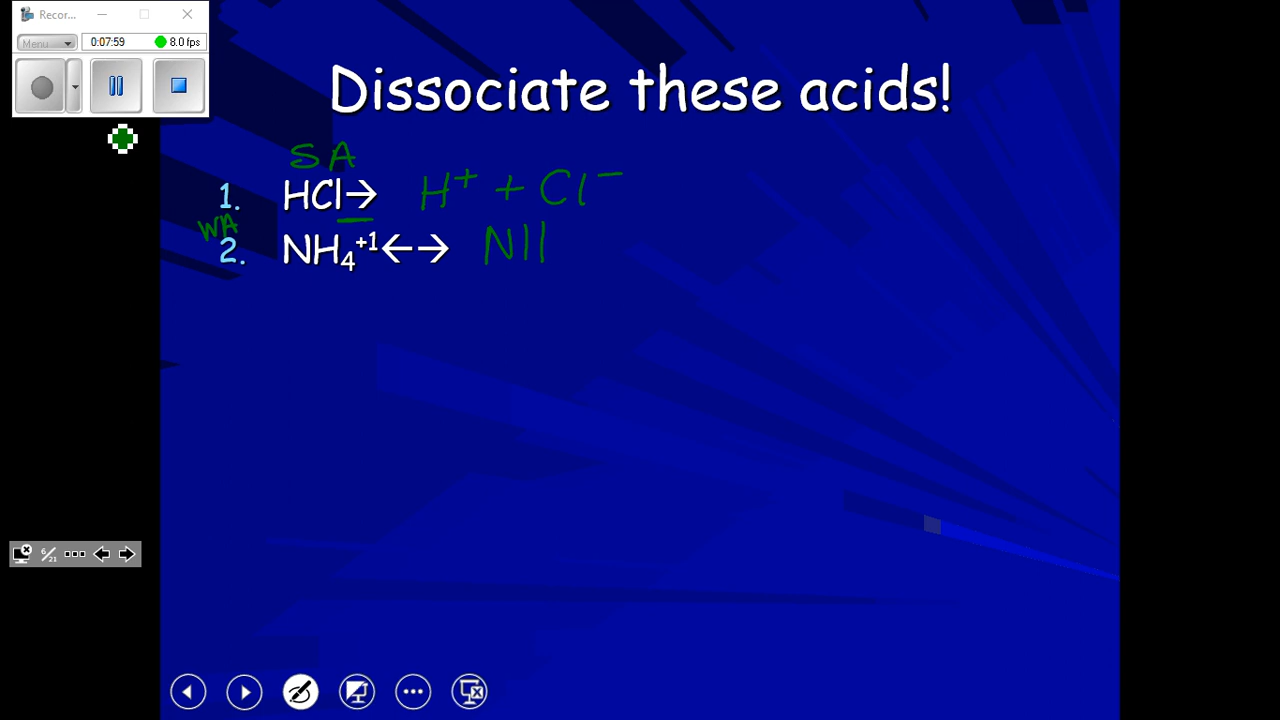 Recor...
Menu 0:07:59 8.0 fps
Dissociate these acids!
SA
1. HCl→ H⁺ + Cl⁻
WA
2. NH₄⁺¹←→ N
6/21